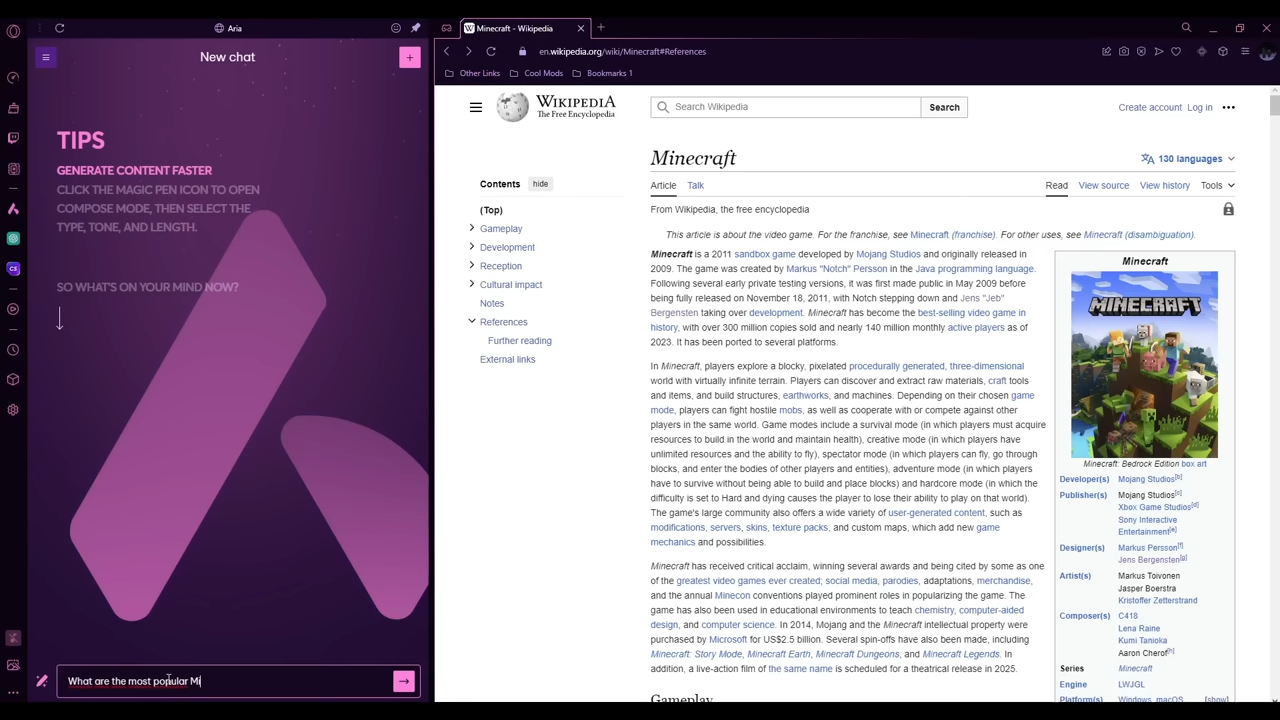 Aria
New chat
TIPS
GENERATE CONTENT FASTER
CLICK THE MAGIC PEN ICON TO OPEN
COMPOSE MODE, THEN SELECT THE
TYPE, TONE, AND LENGTH.
SO WHAT'S ON YOUR MIND NOW?
What are the most popular Mi
Minecraft - Wikipedia
en.wikipedia.org/wiki/Minecraft#References
Other Links
Cool Mods
Bookmarks 1
WIKIPEDIA
The Free Encyclopedia
Search Wikipedia
Search
Create account
Log in
Contents
hide
(Top)
Gameplay
Development
Reception
Cultural impact
Notes
References
Further reading
External links
Minecraft
130 languages
Article
Talk
Read
View source
View history
Tools
From Wikipedia, the free encyclopedia
This article is about the video game. For the franchise, see Minecraft (franchise). For other uses, see Minecraft (disambiguation).
Minecraft is a 2011 sandbox game developed by Mojang Studios and originally released in
2009. The game was created by Markus "Notch" Persson in the Java programming language.
Following several early private testing versions, it was first made public in May 2009 before
being fully released on November 18, 2011, with Notch stepping down and Jens "Jeb"
Bergensten taking over development. Minecraft has become the best-selling video game in
history, with over 300 million copies sold and nearly 140 million monthly active players as of
2023. It has been ported to several platforms.
In Minecraft, players explore a blocky, pixelated procedurally generated, three-dimensional
world with virtually infinite terrain. Players can discover and extract raw materials, craft tools
and items, and build structures, earthworks, and machines. Depending on their chosen game
mode, players can fight hostile mobs, as well as cooperate with or compete against other
players in the same world. Game modes include a survival mode (in which players must acquire
resources to build in the world and maintain health), creative mode (in which players have
unlimited resources and the ability to fly), spectator mode (in which players can fly, go through
blocks, and enter the bodies of other players and entities), adventure mode (in which players
have to survive without being able to build and place blocks) and hardcore mode (in which the
difficulty is set to Hard and dying causes the player to lose their ability to play on that world).
The game's large community also offers a wide variety of user-generated content, such as
modifications, servers, skins, texture packs, and custom maps, which add new game
mechanics and possibilities.
Minecraft has received critical acclaim, winning several awards and being cited by some as one
of the greatest video games ever created; social media, parodies, adaptations, merchandise,
and the annual Minecon conventions played prominent roles in popularizing the game. The
game has also been used in educational environments to teach chemistry, computer-aided
design, and computer science. In 2014, Mojang and the Minecraft intellectual property were
purchased by Microsoft for US$2.5 billion. Several spin-offs have also been made, including
Minecraft: Story Mode, Minecraft Earth, Minecraft Dungeons, and Minecraft Legends. In
addition, a live-action film of the same name is scheduled for a theatrical release in 2025.
Gameplay
Minecraft
MINECRAFT
Minecraft: Bedrock Edition box art
Developer(s) Mojang Studios[b]
Publisher(s) Mojang Studios[c]
Xbox Game Studios[d]
Sony Interactive
Entertainment[e]
Designer(s) Markus Persson[f]
Jens Bergensten[g]
Artist(s) Markus Toivonen
Jasper Boerstra
Kristoffer Zetterstrand
Composer(s) C418
Lena Raine
Kumi Tanioka
Aaron Cherof[h]
Series Minecraft
Engine LWJGL
Platform(s) Windows, macOS [show]